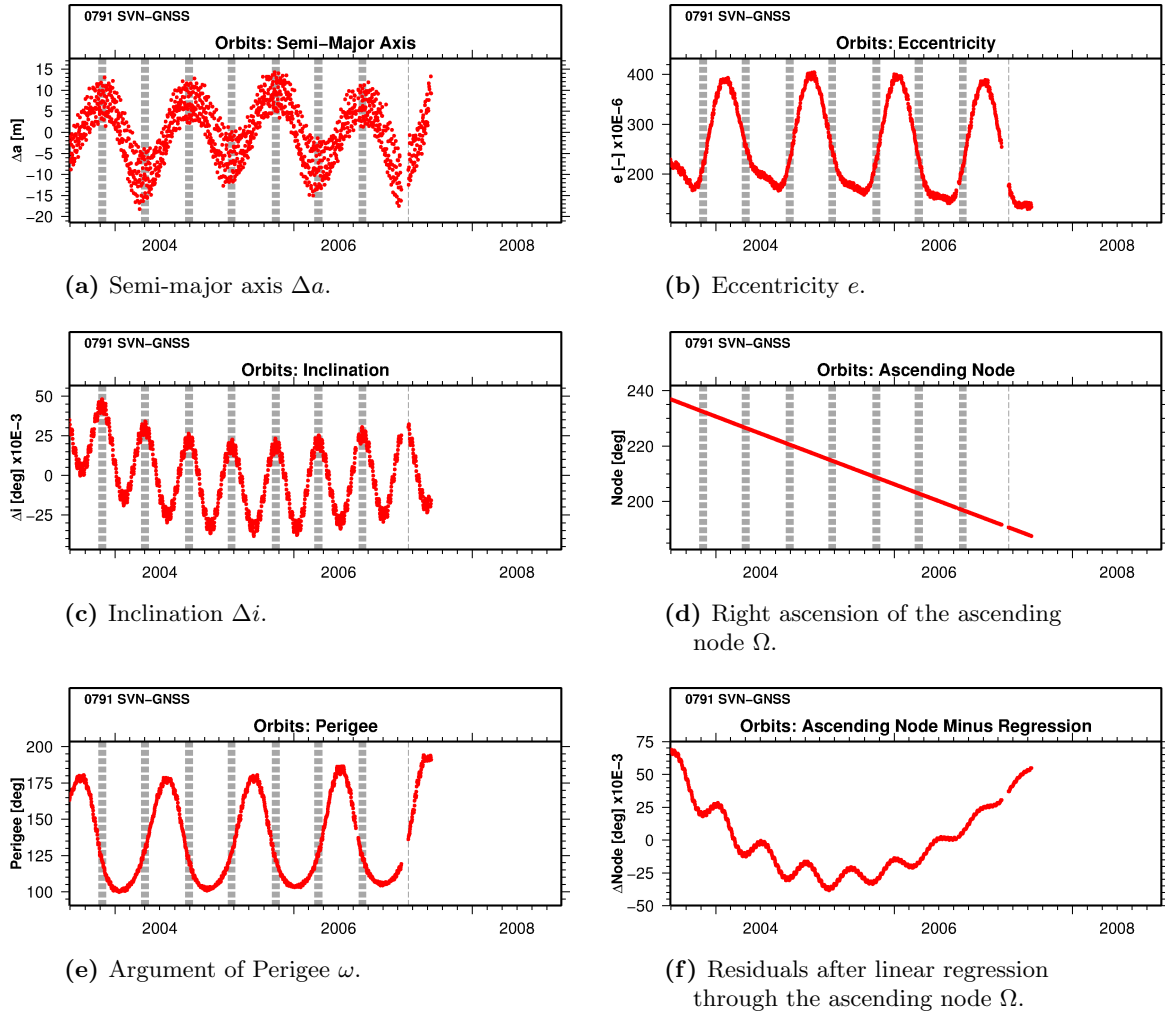 0791 SVN−GNSS
Orbits: Semi−Major Axis
Δa [m]
15
10
5
0
−5
−10
−15
−20
2004
2006
2008
(a) Semi-major axis Δa.
0791 SVN−GNSS
Orbits: Eccentricity
e [−] x10E−6
400
300
200
2004
2006
2008
(b) Eccentricity e.
0791 SVN−GNSS
Orbits: Inclination
Δi [deg] x10E−3
50
25
0
−25
2004
2006
2008
(c) Inclination Δi.
0791 SVN−GNSS
Orbits: Ascending Node
Node [deg]
240
220
200
2004
2006
2008
(d) Right ascension of the ascending
node Ω.
0791 SVN−GNSS
Orbits: Perigee
Perigee [deg]
200
175
150
125
100
2004
2006
2008
(e) Argument of Perigee ω.
0791 SVN−GNSS
Orbits: Ascending Node Minus Regression
ΔNode [deg] x10E−3
75
50
25
0
−25
−50
2004
2006
2008
(f) Residuals after linear regression
through the ascending node Ω.